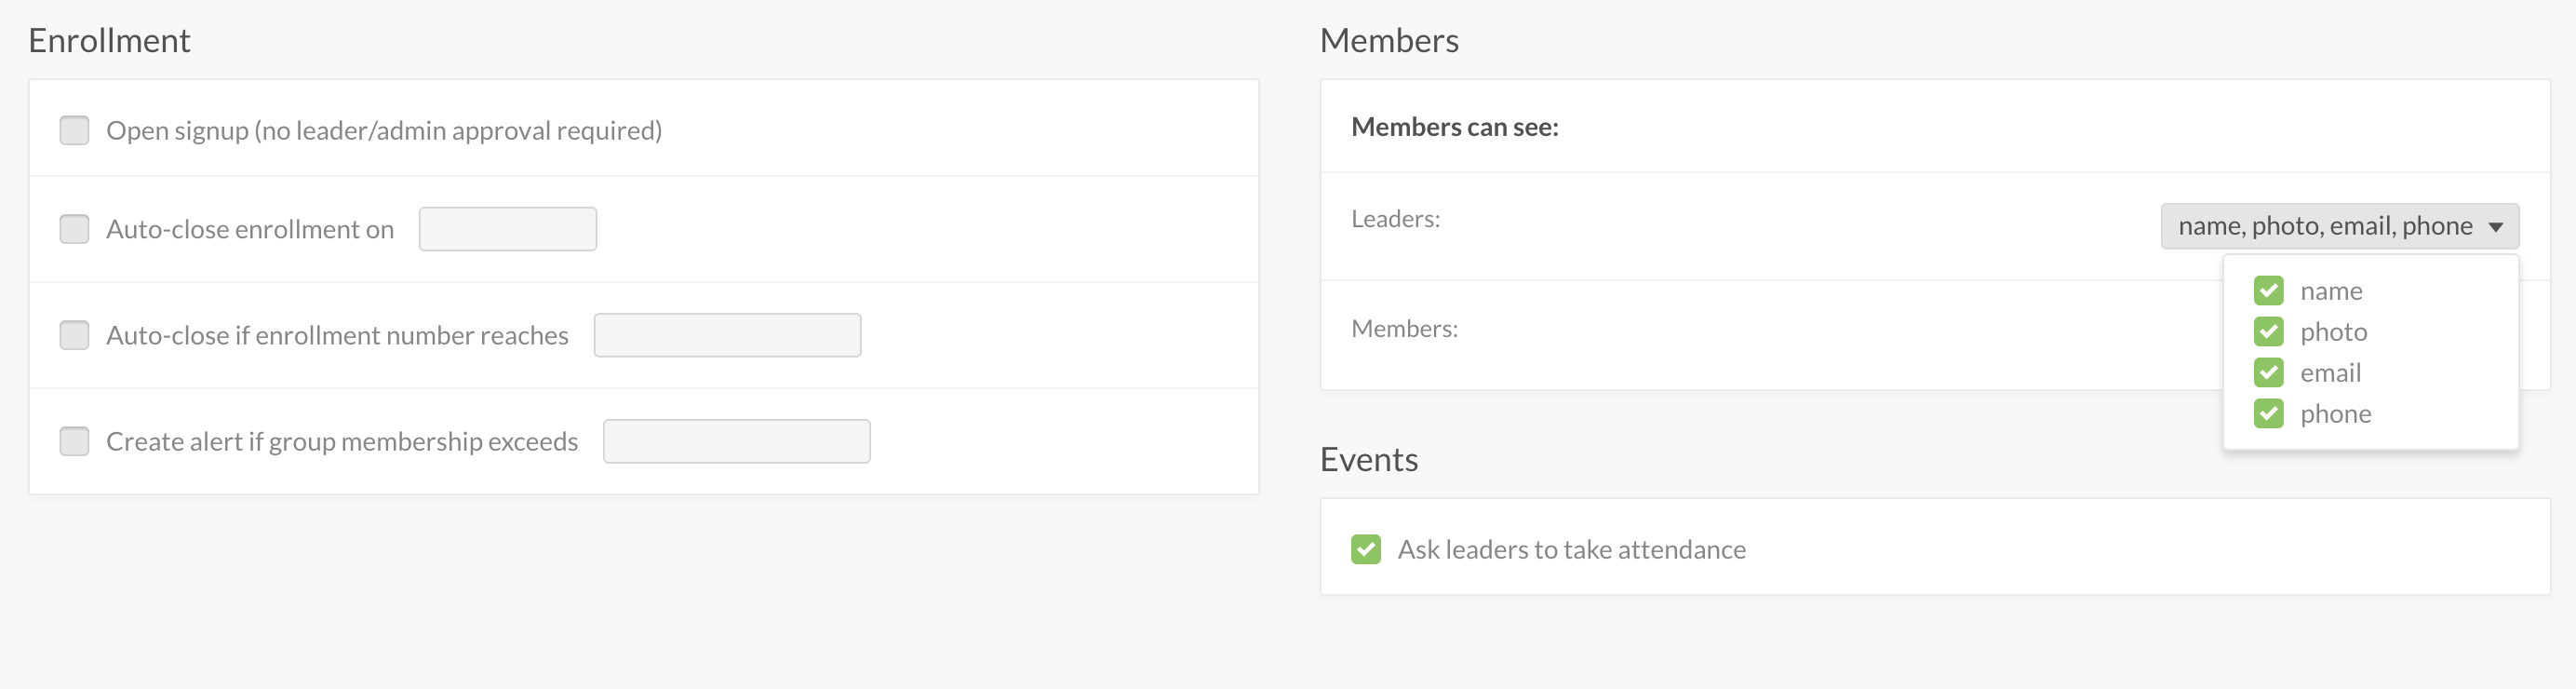 Enrollment
Open signup (no leader/admin approval required)
Auto-close enrollment on
Auto-close if enrollment number reaches
Create alert if group membership exceeds
Members
Members can see:
Leaders:
name, photo, email, phone
name
photo
email
phone
Members:
Events
Ask leaders to take attendance